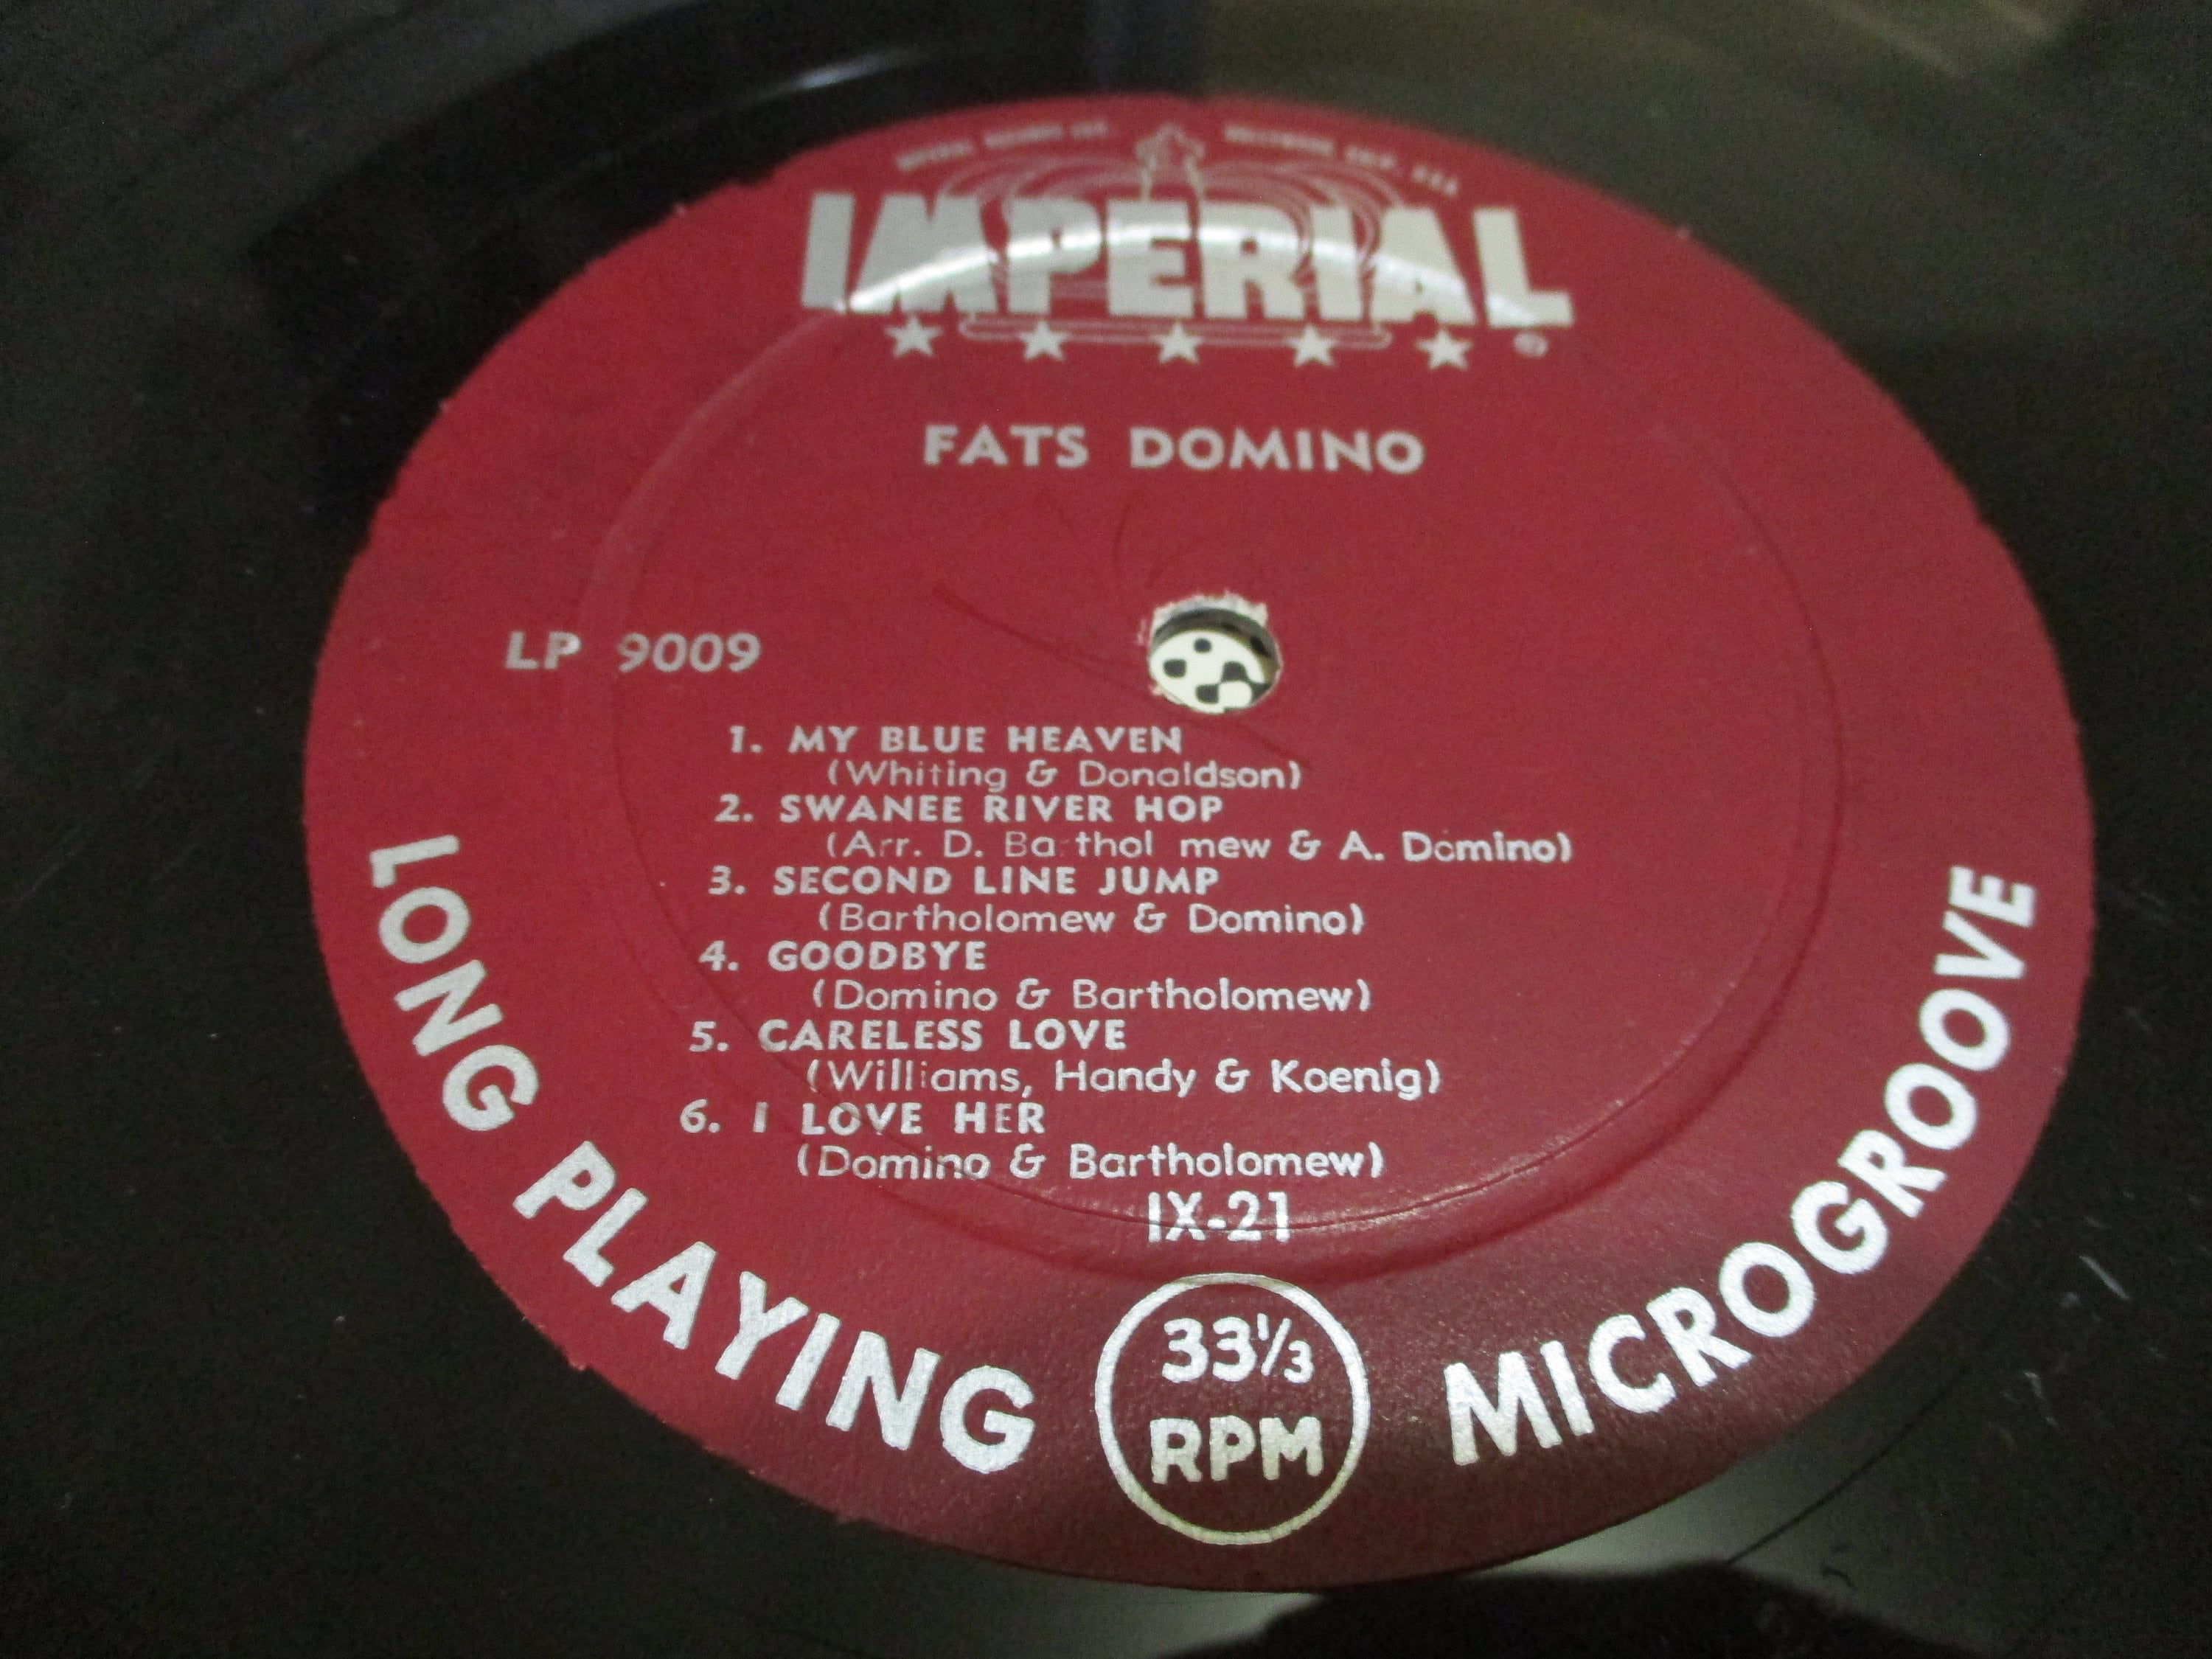 IMPERIAL
FATS DOMINO
LP 9009
1. MY BLUE HEAVEN
(Whiting & Donaldson)
2. SWANEE RIVER HOP
(Arr. D. Ba thol mew & A. Domino)
3. SECOND LINE JUMP
(Bartholomew & Domino)
4. GOODBYE
(Domino & Bartholomew)
5. CARELESS LOVE
(Williams, Handy & Koenig)
6. I LOVE HER
(Domino & Bartholomew)
IX-21
LONG PLAYING
33⅓
RPM
MICROGROOVE